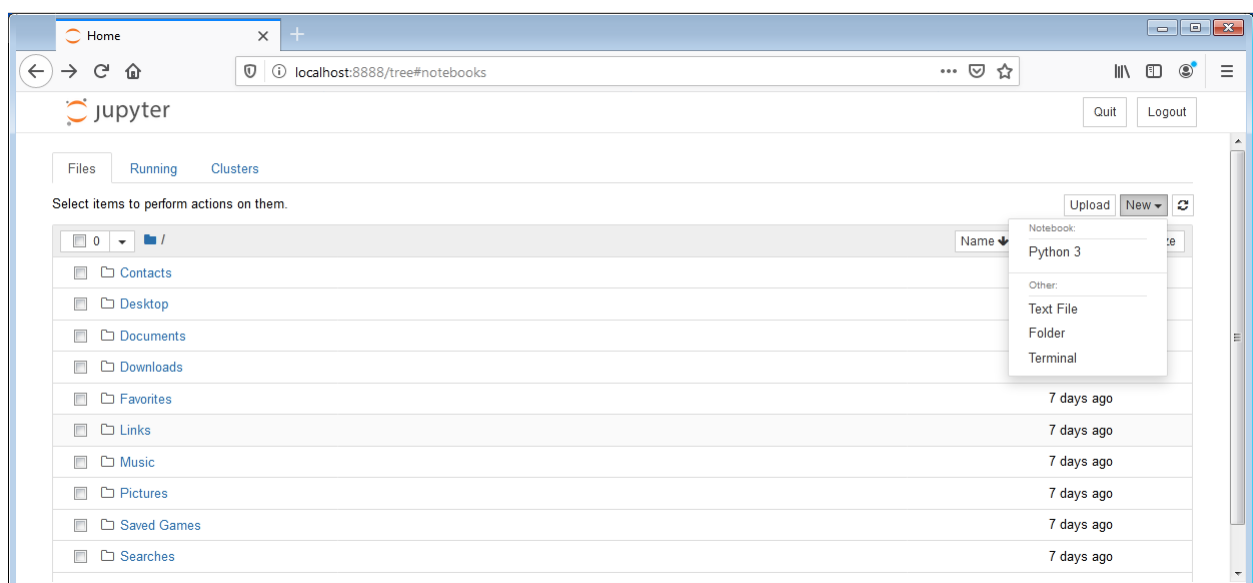 Home
localhost:8888/tree#notebooks
jupyter
Quit Logout
Files Running Clusters
Select items to perform actions on them.
Upload New
0 / Name
Notebook:
Python 3
Other:
Text File
Folder
Terminal
Contacts
Desktop
Documents
Downloads
Favorites 7 days ago
Links 7 days ago
Music 7 days ago
Pictures 7 days ago
Saved Games 7 days ago
Searches 7 days ago